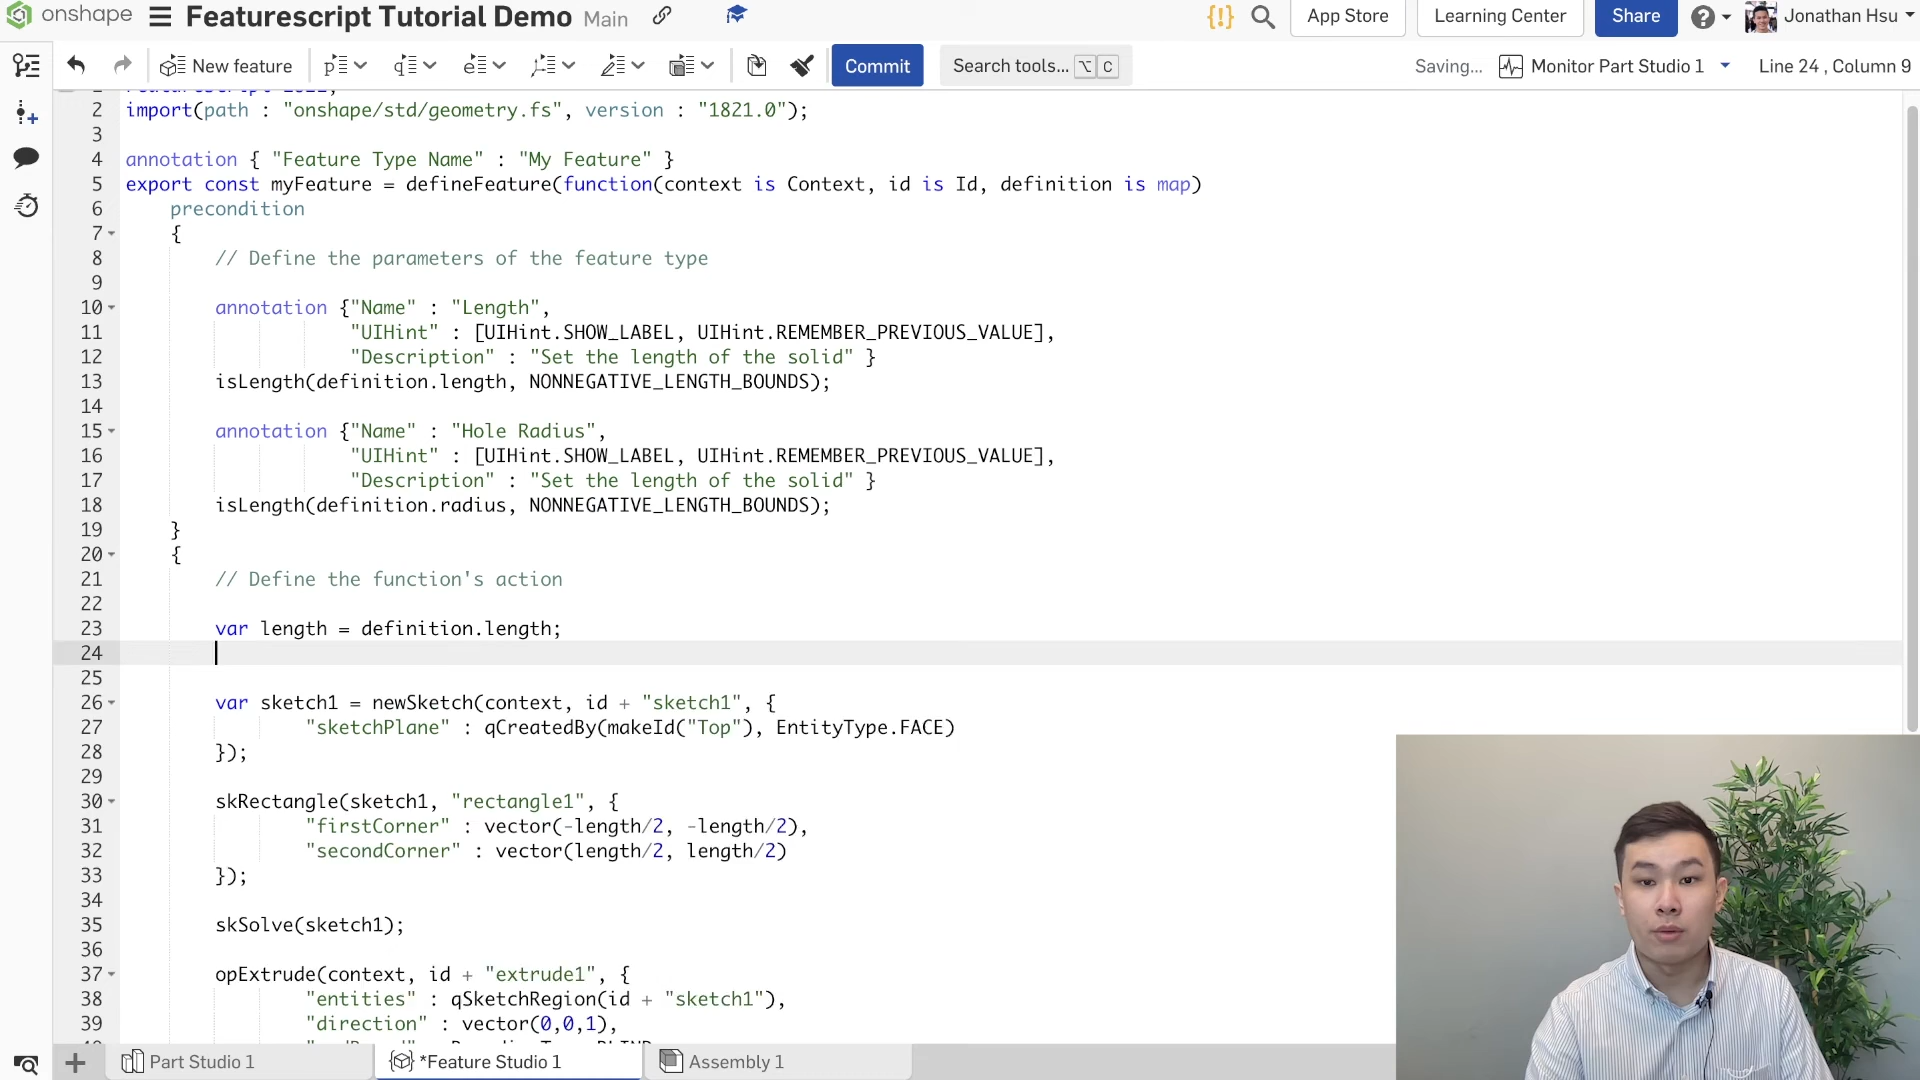 onshape Featurescript Tutorial Demo Main App Store Learning Center Share Jonathan Hsu
New feature Commit Search tools... ⌥ C Saving... Monitor Part Studio 1 Line 24 , Column 9
2 import(path : "onshape/std/geometry.fs", version : "1821.0");
3
4 annotation { "Feature Type Name" : "My Feature" }
5 export const myFeature = defineFeature(function(context is Context, id is Id, definition is map)
6 precondition
7 {
8 // Define the parameters of the feature type
9
10 annotation {"Name" : "Length",
11 "UIHint" : [UIHint.SHOW_LABEL, UIHint.REMEMBER_PREVIOUS_VALUE],
12 "Description" : "Set the length of the solid" }
13 isLength(definition.length, NONNEGATIVE_LENGTH_BOUNDS);
14
15 annotation {"Name" : "Hole Radius",
16 "UIHint" : [UIHint.SHOW_LABEL, UIHint.REMEMBER_PREVIOUS_VALUE],
17 "Description" : "Set the length of the solid" }
18 isLength(definition.radius, NONNEGATIVE_LENGTH_BOUNDS);
19 }
20 {
21 // Define the function's action
22
23 var length = definition.length;
24
25
26 var sketch1 = newSketch(context, id + "sketch1", {
27 "sketchPlane" : qCreatedBy(makeId("Top"), EntityType.FACE)
28 });
29
30 skRectangle(sketch1, "rectangle1", {
31 "firstCorner" : vector(-length/2, -length/2),
32 "secondCorner" : vector(length/2, length/2)
33 });
34
35 skSolve(sketch1);
36
37 opExtrude(context, id + "extrude1", {
38 "entities" : qSketchRegion(id + "sketch1"),
39 "direction" : vector(0,0,1),
Part Studio 1 *Feature Studio 1 Assembly 1